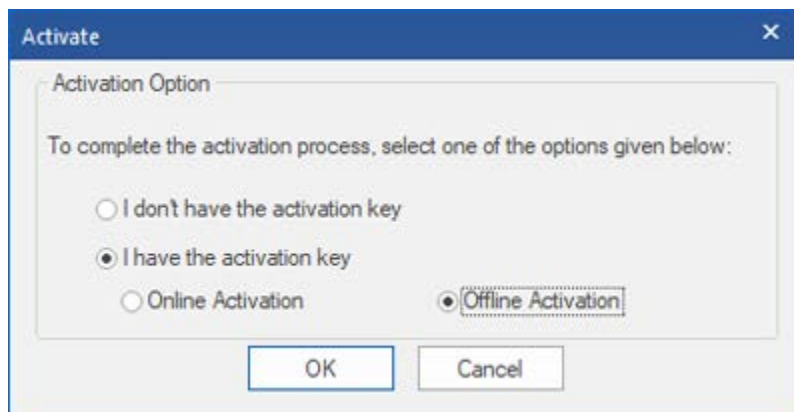 Activate
Activation Option
To complete the activation process, select one of the options given below:
I don't have the activation key
I have the activation key
Online Activation Offline Activation
OK Cancel